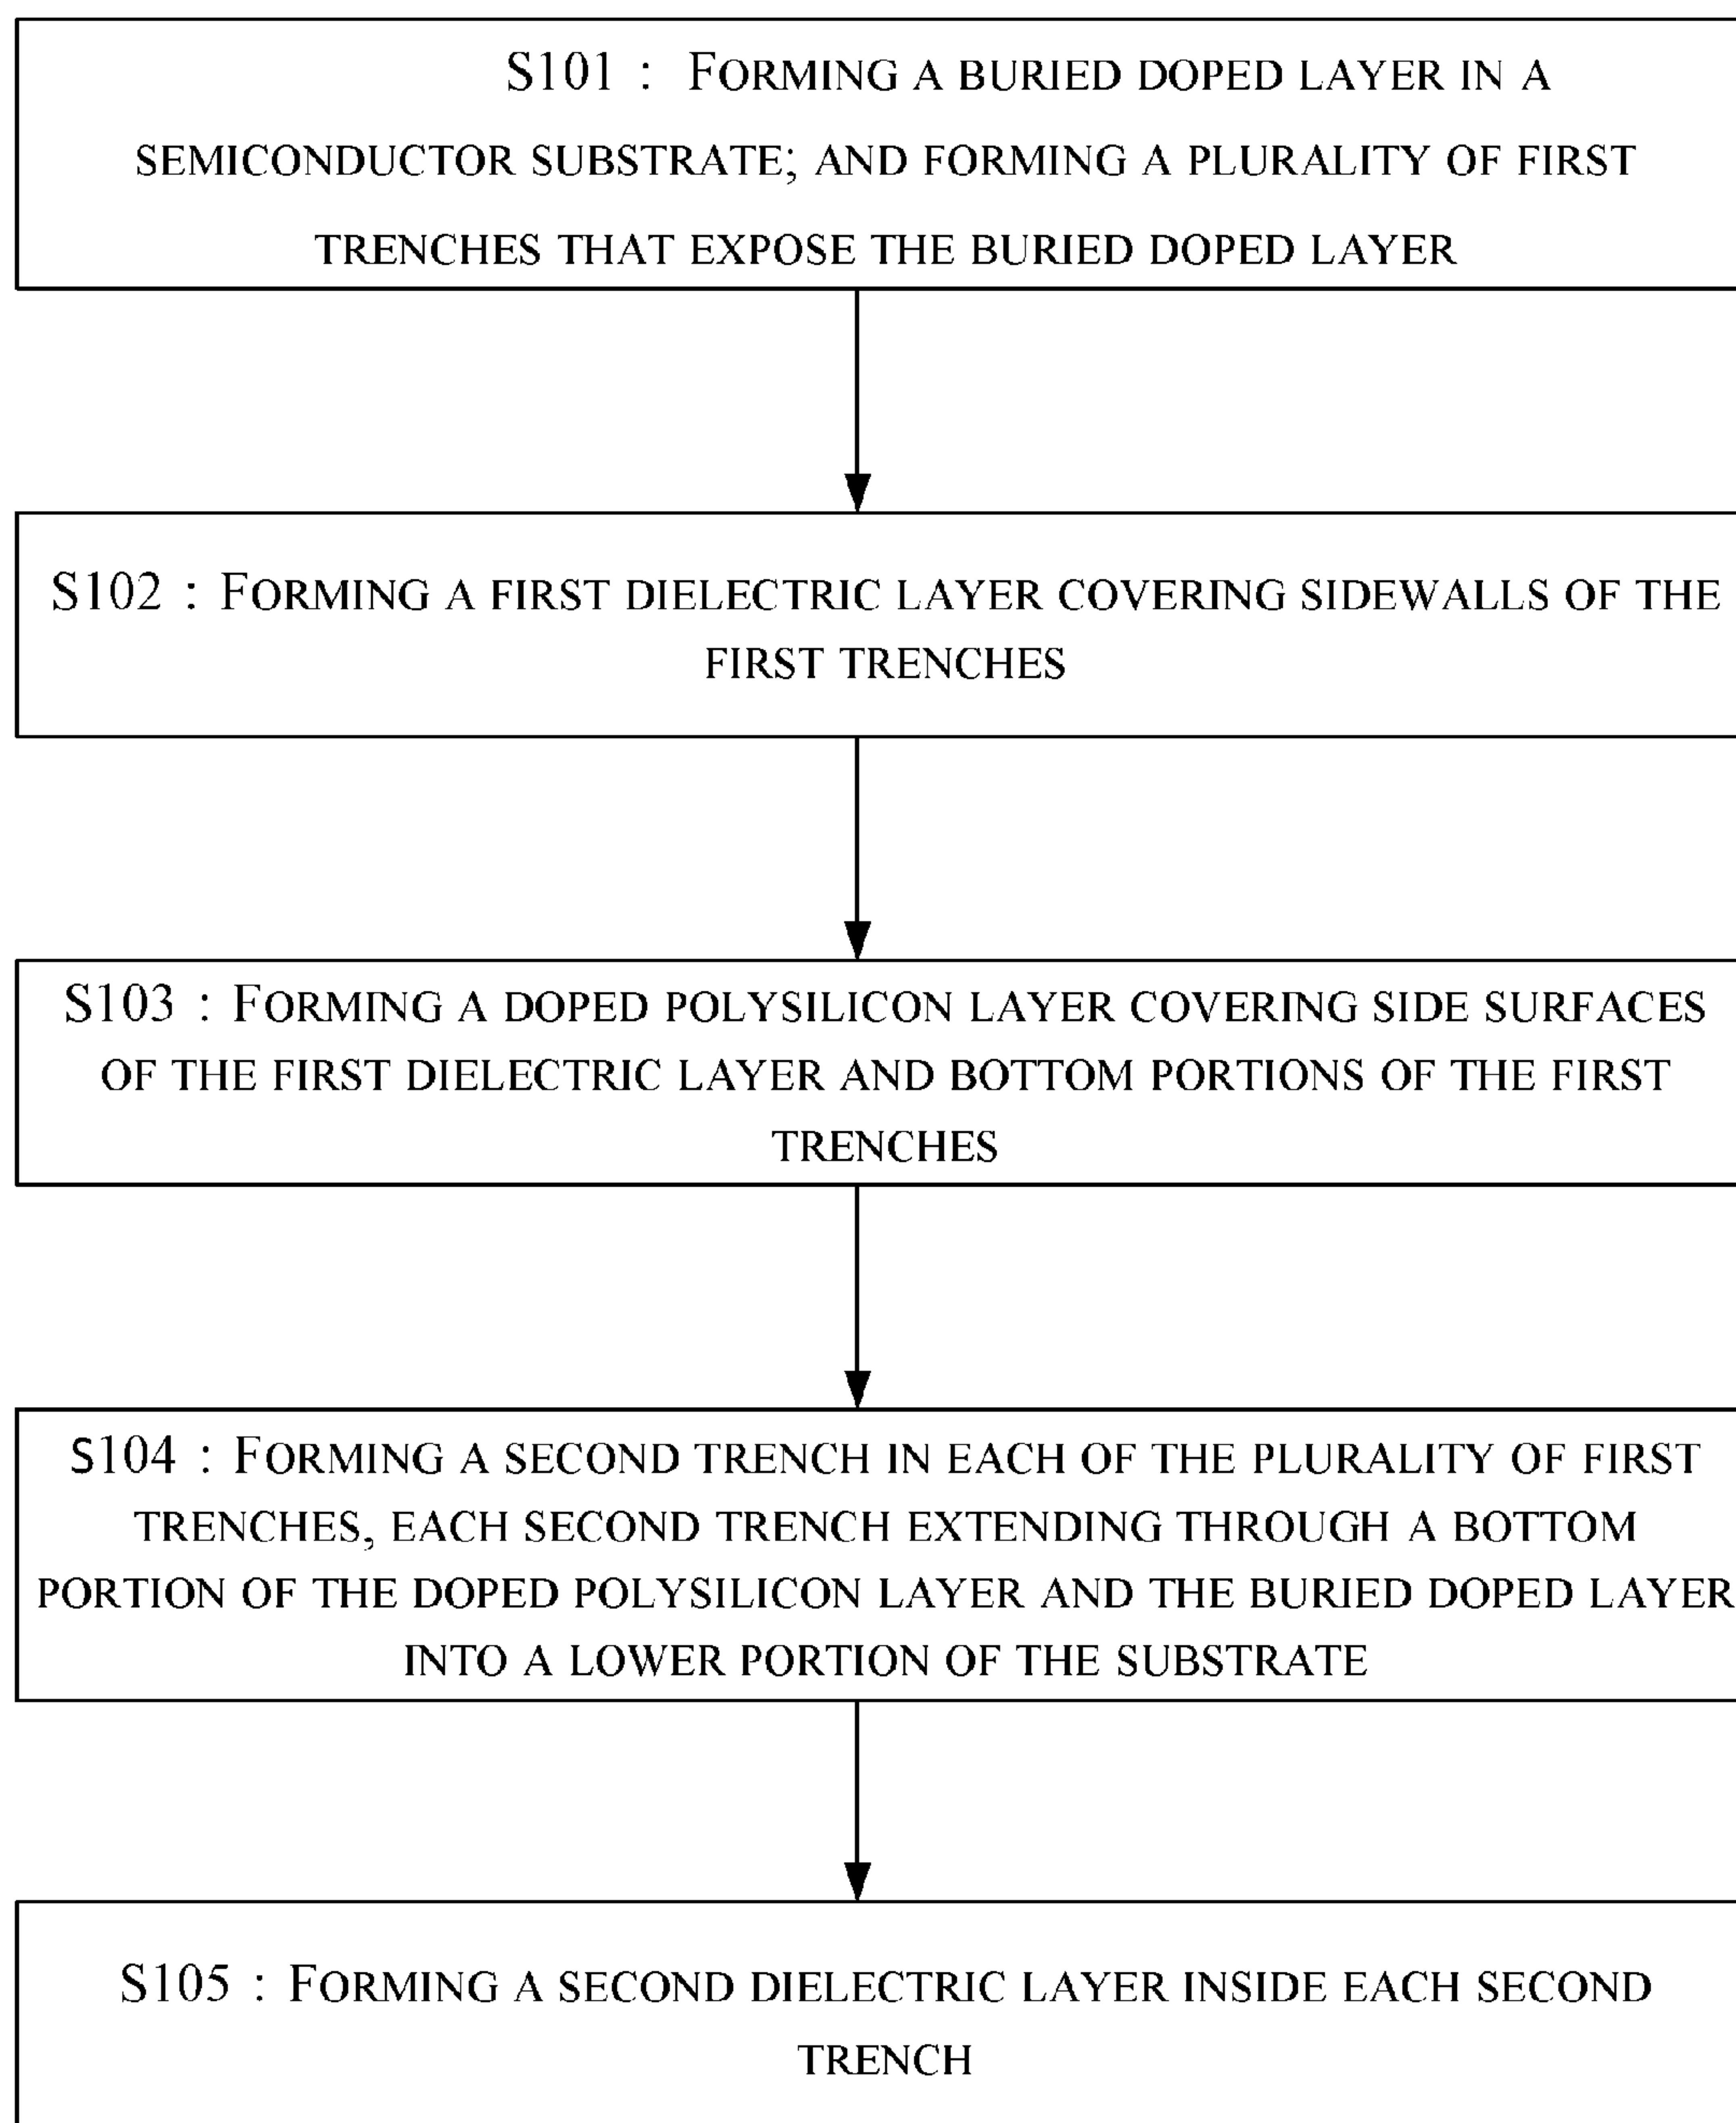 S101 : FORMING A BURIED DOPED LAYER IN A
SEMICONDUCTOR SUBSTRATE; AND FORMING A PLURALITY OF FIRST
TRENCHES THAT EXPOSE THE BURIED DOPED LAYER
S102 : FORMING A FIRST DIELECTRIC LAYER COVERING SIDEWALLS OF THE
FIRST TRENCHES
S103 : FORMING A DOPED POLYSILICON LAYER COVERING SIDE SURFACES
OF THE FIRST DIELECTRIC LAYER AND BOTTOM PORTIONS OF THE FIRST
TRENCHES
S104 : FORMING A SECOND TRENCH IN EACH OF THE PLURALITY OF FIRST
TRENCHES, EACH SECOND TRENCH EXTENDING THROUGH A BOTTOM
PORTION OF THE DOPED POLYSILICON LAYER AND THE BURIED DOPED LAYER
INTO A LOWER PORTION OF THE SUBSTRATE
S105 : FORMING A SECOND DIELECTRIC LAYER INSIDE EACH SECOND
TRENCH